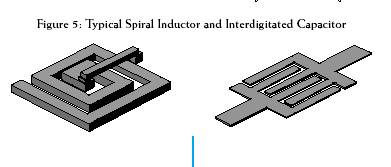 Figure 5: Typical Spiral Inductor and Interdigitated Capacitor